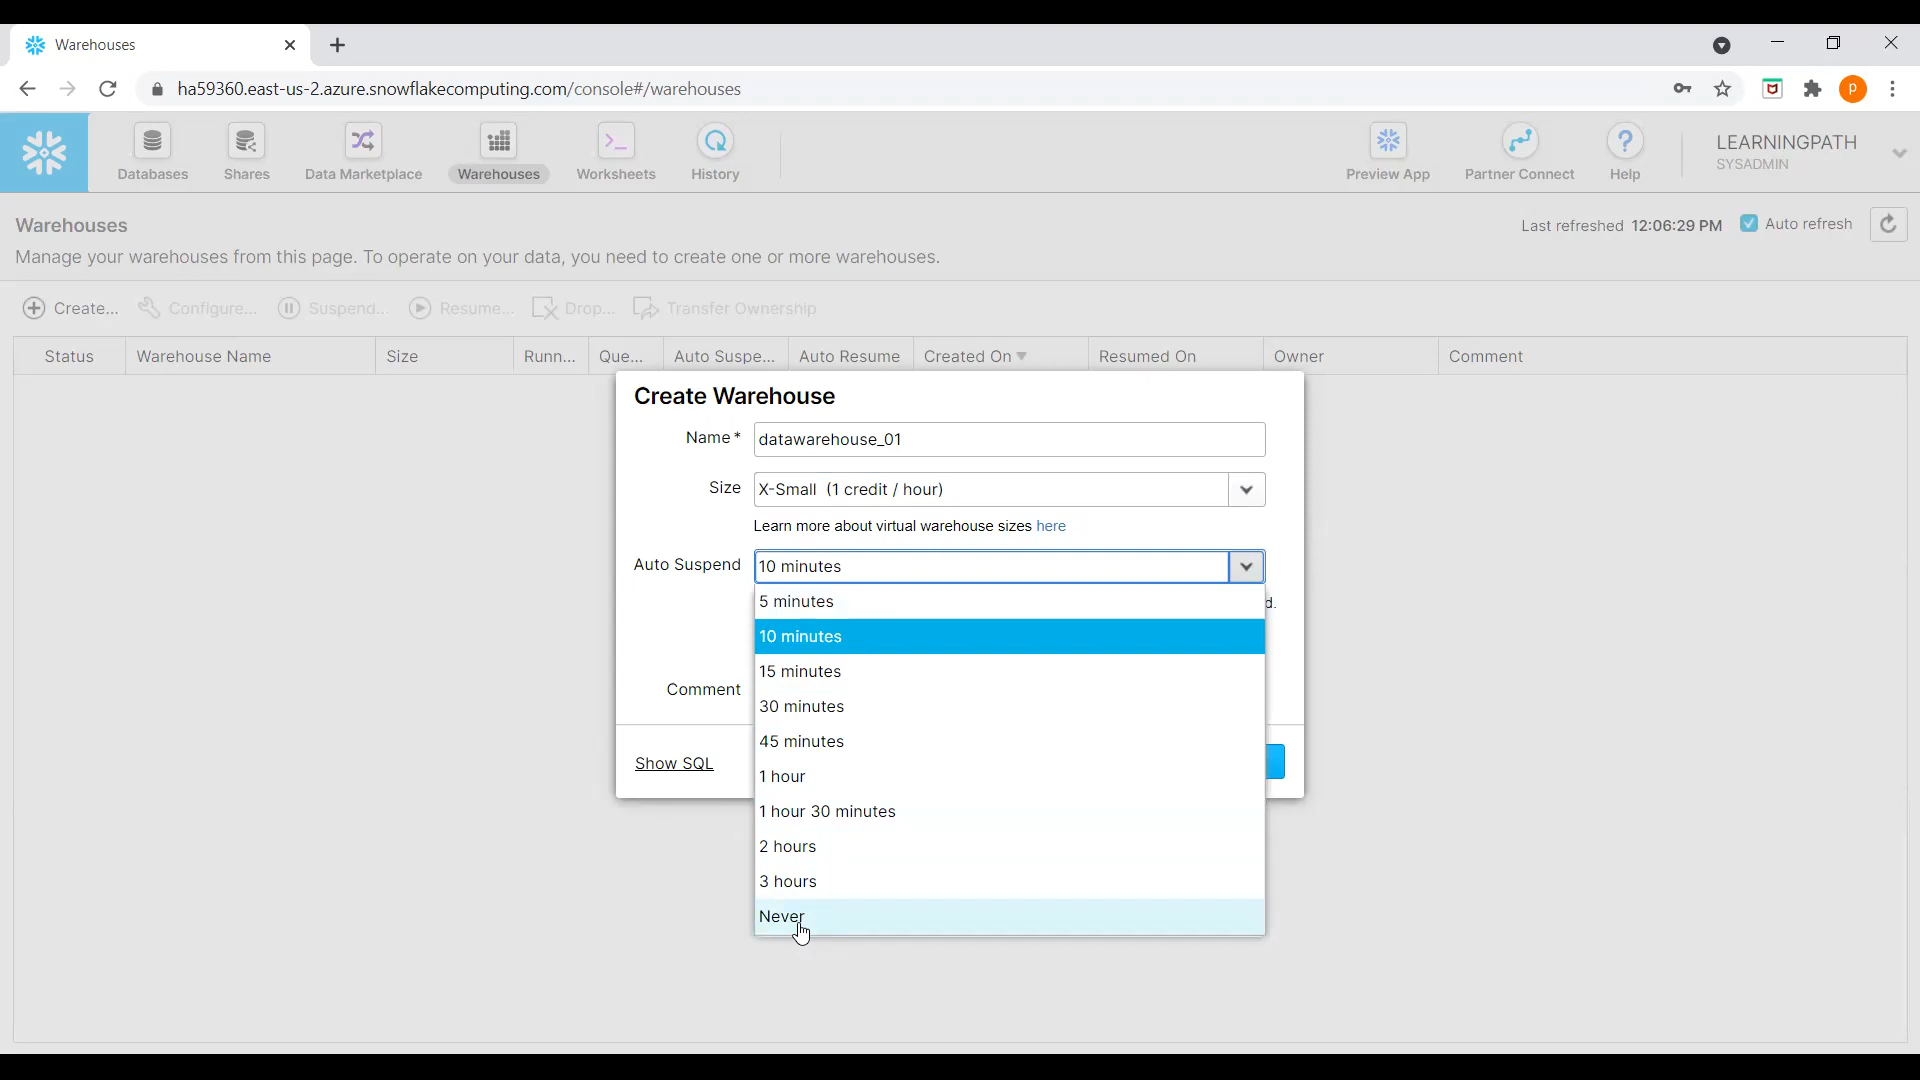 Warehouses
ha59360.east-us-2.azure.snowflakecomputing.com/console#/warehouses
P
Databases
Shares
Data Marketplace
Warehouses
Worksheets
History
Preview App
Partner Connect
Help
LEARNINGPATH
SYSADMIN
Warehouses
Last refreshed 12:06:29 PM
Auto refresh
Manage your warehouses from this page. To operate on your data, you need to create one or more warehouses.
Create...
Configure...
Suspend...
Resume...
Drop...
Transfer Ownership
Status
Warehouse Name
Size
Runn...
Que...
Auto Suspe...
Auto Resume
Created On
Resumed On
Owner
Comment
Create Warehouse
Name *
datawarehouse_01
Size
X-Small (1 credit / hour)
Learn more about virtual warehouse sizes here
Auto Suspend
10 minutes
5 minutes
d.
10 minutes
15 minutes
Comment
30 minutes
45 minutes
Show SQL
1 hour
1 hour 30 minutes
2 hours
3 hours
Never